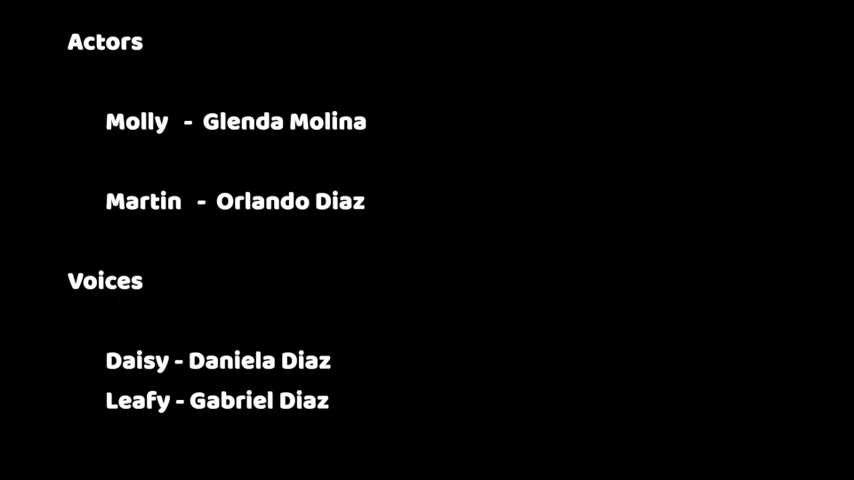 Actors
Molly - Glenda Molina
Martin - Orlando Diaz
Voices
Daisy - Daniela Diaz
Leafy - Gabriel Diaz